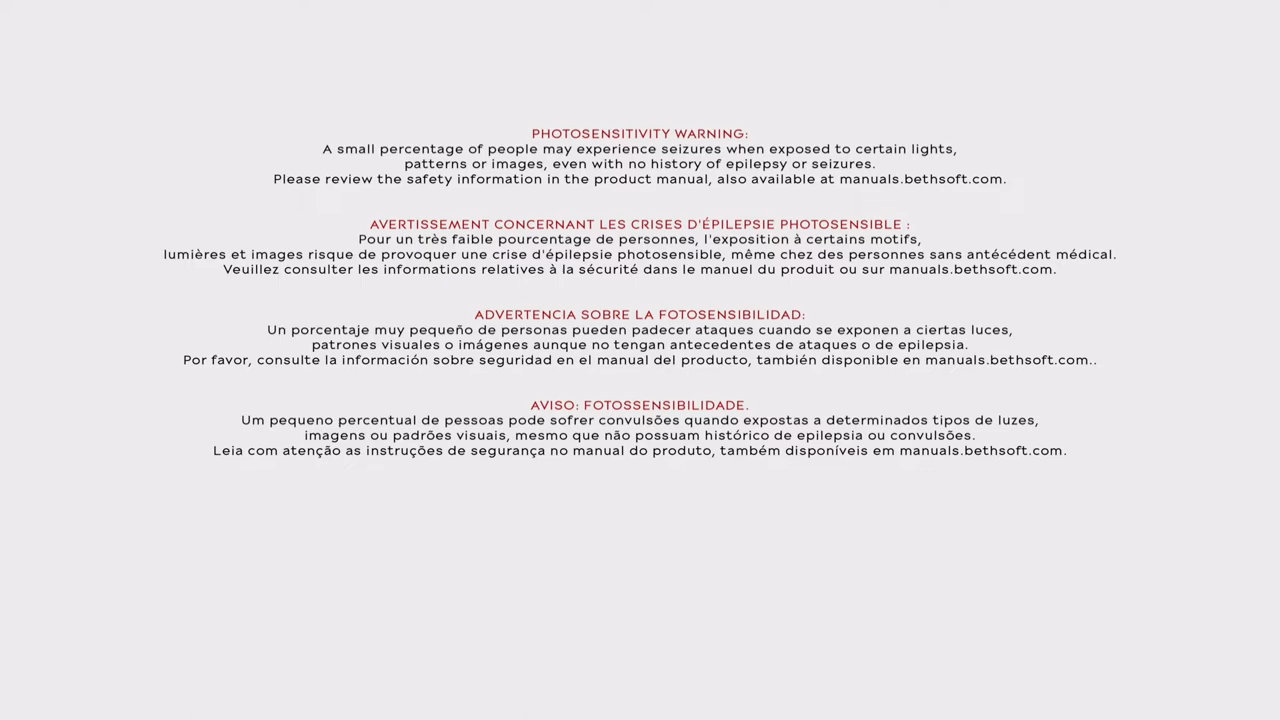 PHOTOSENSITIVITY WARNING:
A small percentage of people may experience seizures when exposed to certain lights,
patterns or images, even with no history of epilepsy or seizures.
Please review the safety information in the product manual, also available at manuals.bethsoft.com.
AVERTISSEMENT CONCERNANT LES CRISES D'ÉPILEPSIE PHOTOSENSIBLE :
Pour un très faible pourcentage de personnes, l'exposition à certains motifs,
lumières et images risque de provoquer une crise d'épilepsie photosensible, même chez des personnes sans antécédent médical.
Veuillez consulter les informations relatives à la sécurité dans le manuel du produit ou sur manuals.bethsoft.com.
ADVERTENCIA SOBRE LA FOTOSENSIBILIDAD:
Un porcentaje muy pequeño de personas pueden padecer ataques cuando se exponen a ciertas luces,
patrones visuales o imágenes aunque no tengan antecedentes de ataques o de epilepsia.
Por favor, consulte la información sobre seguridad en el manual del producto, también disponible en manuals.bethsoft.com..
AVISO: FOTOSSENSIBILIDADE.
Um pequeno percentual de pessoas pode sofrer convulsões quando expostas a determinados tipos de luzes,
imagens ou padrões visuais, mesmo que não possuam histórico de epilepsia ou convulsões.
Leia com atenção as instruções de segurança no manual do produto, também disponíveis em manuals.bethsoft.com.